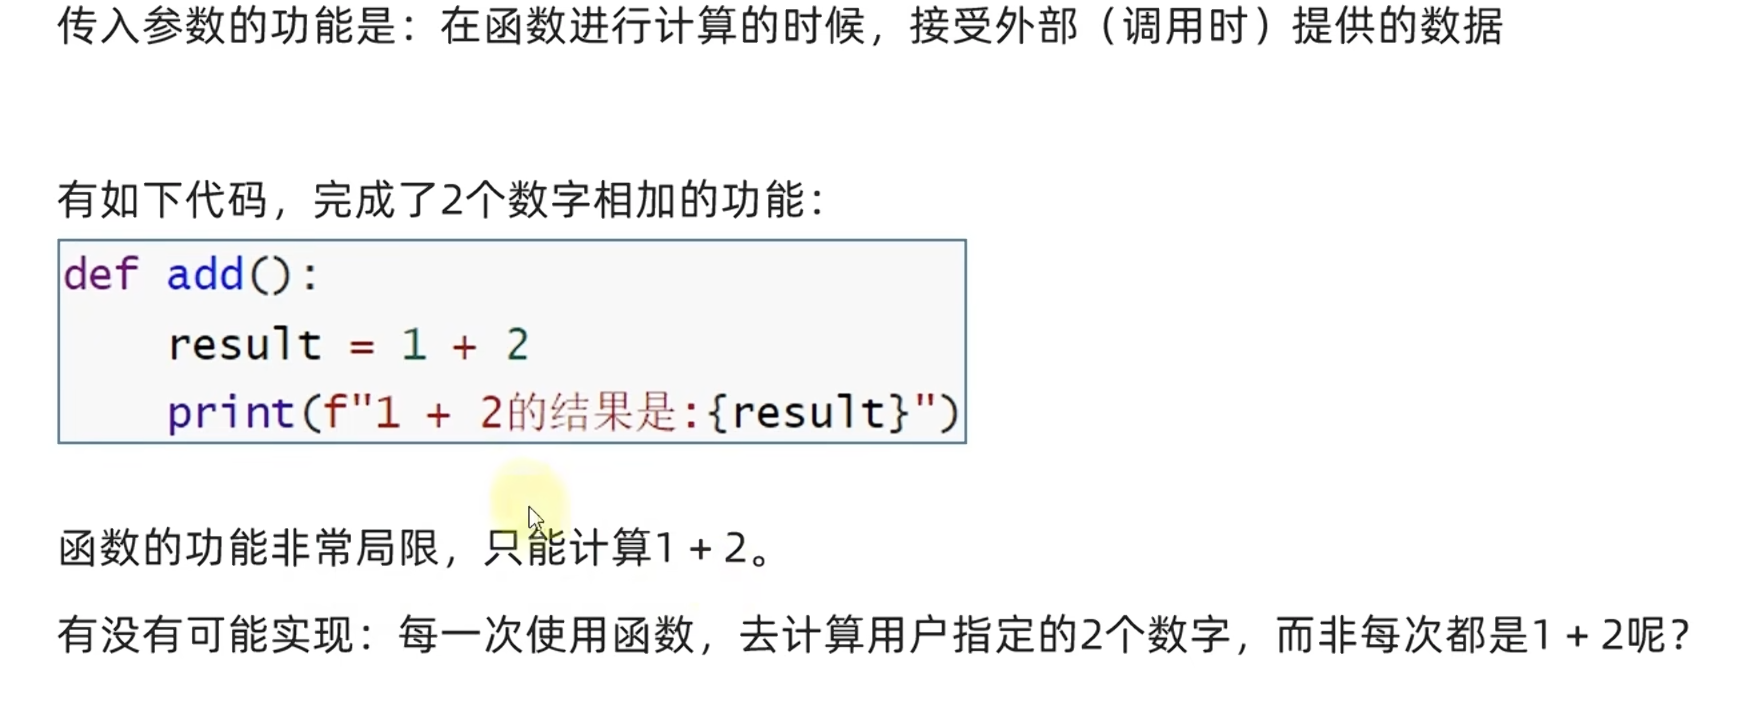 传入参数的功能是：在函数进行计算的时候，接受外部（调用时）提供的数据
有如下代码，完成了2个数字相加的功能：
def add():
    result = 1 + 2
    print(f"1 + 2的结果是:{result}")
函数的功能非常局限，只能计算1 + 2。
有没有可能实现：每一次使用函数，去计算用户指定的2个数字，而非每次都是1 + 2呢？